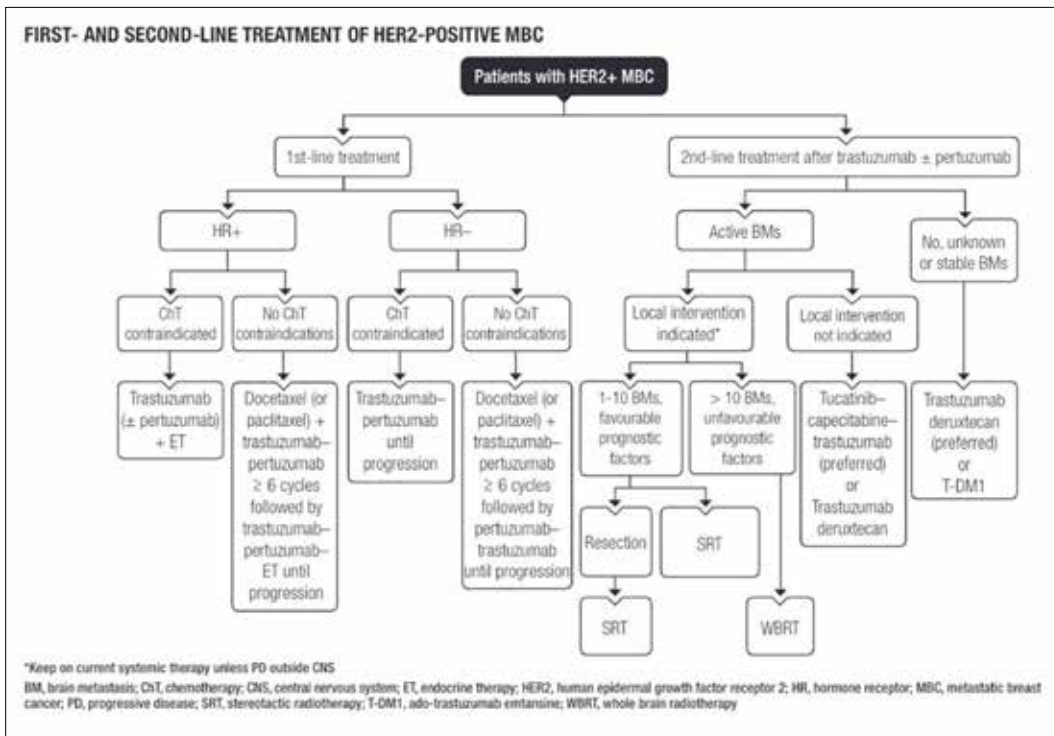 FIRST- AND SECOND-LINE TREATMENT OF HER2-POSITIVE MBC
Patients with HER2+ MBC
1st-line treatment
2nd-line treatment after trastuzumab ± pertuzumab
HR+
HR–
Active BMs
No, unknown
or stable BMs
ChT
contraindicated
No ChT
contraindications
ChT
contraindicated
No ChT
contraindications
Local intervention
indicated*
Local intervention
not indicated
Trastuzumab
(± pertuzumab)
+ ET
Docetaxel (or
paclitaxel) +
trastuzumab–
pertuzumab
≥ 6 cycles
followed by
trastuzumab–
pertuzumab–
ET until
progression
Trastuzumab–
pertuzumab
until
progression
Docetaxel (or
paclitaxel) +
trastuzumab–
pertuzumab
≥ 6 cycles
followed by
pertuzumab–
trastuzumab
until progression
1-10 BMs,
favourable
prognostic
factors
> 10 BMs,
unfavourable
prognostic
factors
Tucatinib–
capecitabine–
trastuzumab
(preferred)
or
Trastuzumab
deruxtecan
Trastuzumab
deruxtecan
(preferred)
or
T-DM1
Resection
SRT
SRT
WBRT
*Keep on current systemic therapy unless PD outside CNS
BM, brain metastasis; ChT, chemotherapy; CNS, central nervous system; ET, endocrine therapy; HER2, human epidermal growth factor receptor 2; HR, hormone receptor; MBC, metastatic breast
cancer; PD, progressive disease; SRT, stereotactic radiotherapy; T-DM1, ado-trastuzumab emtansine; WBRT, whole brain radiotherapy